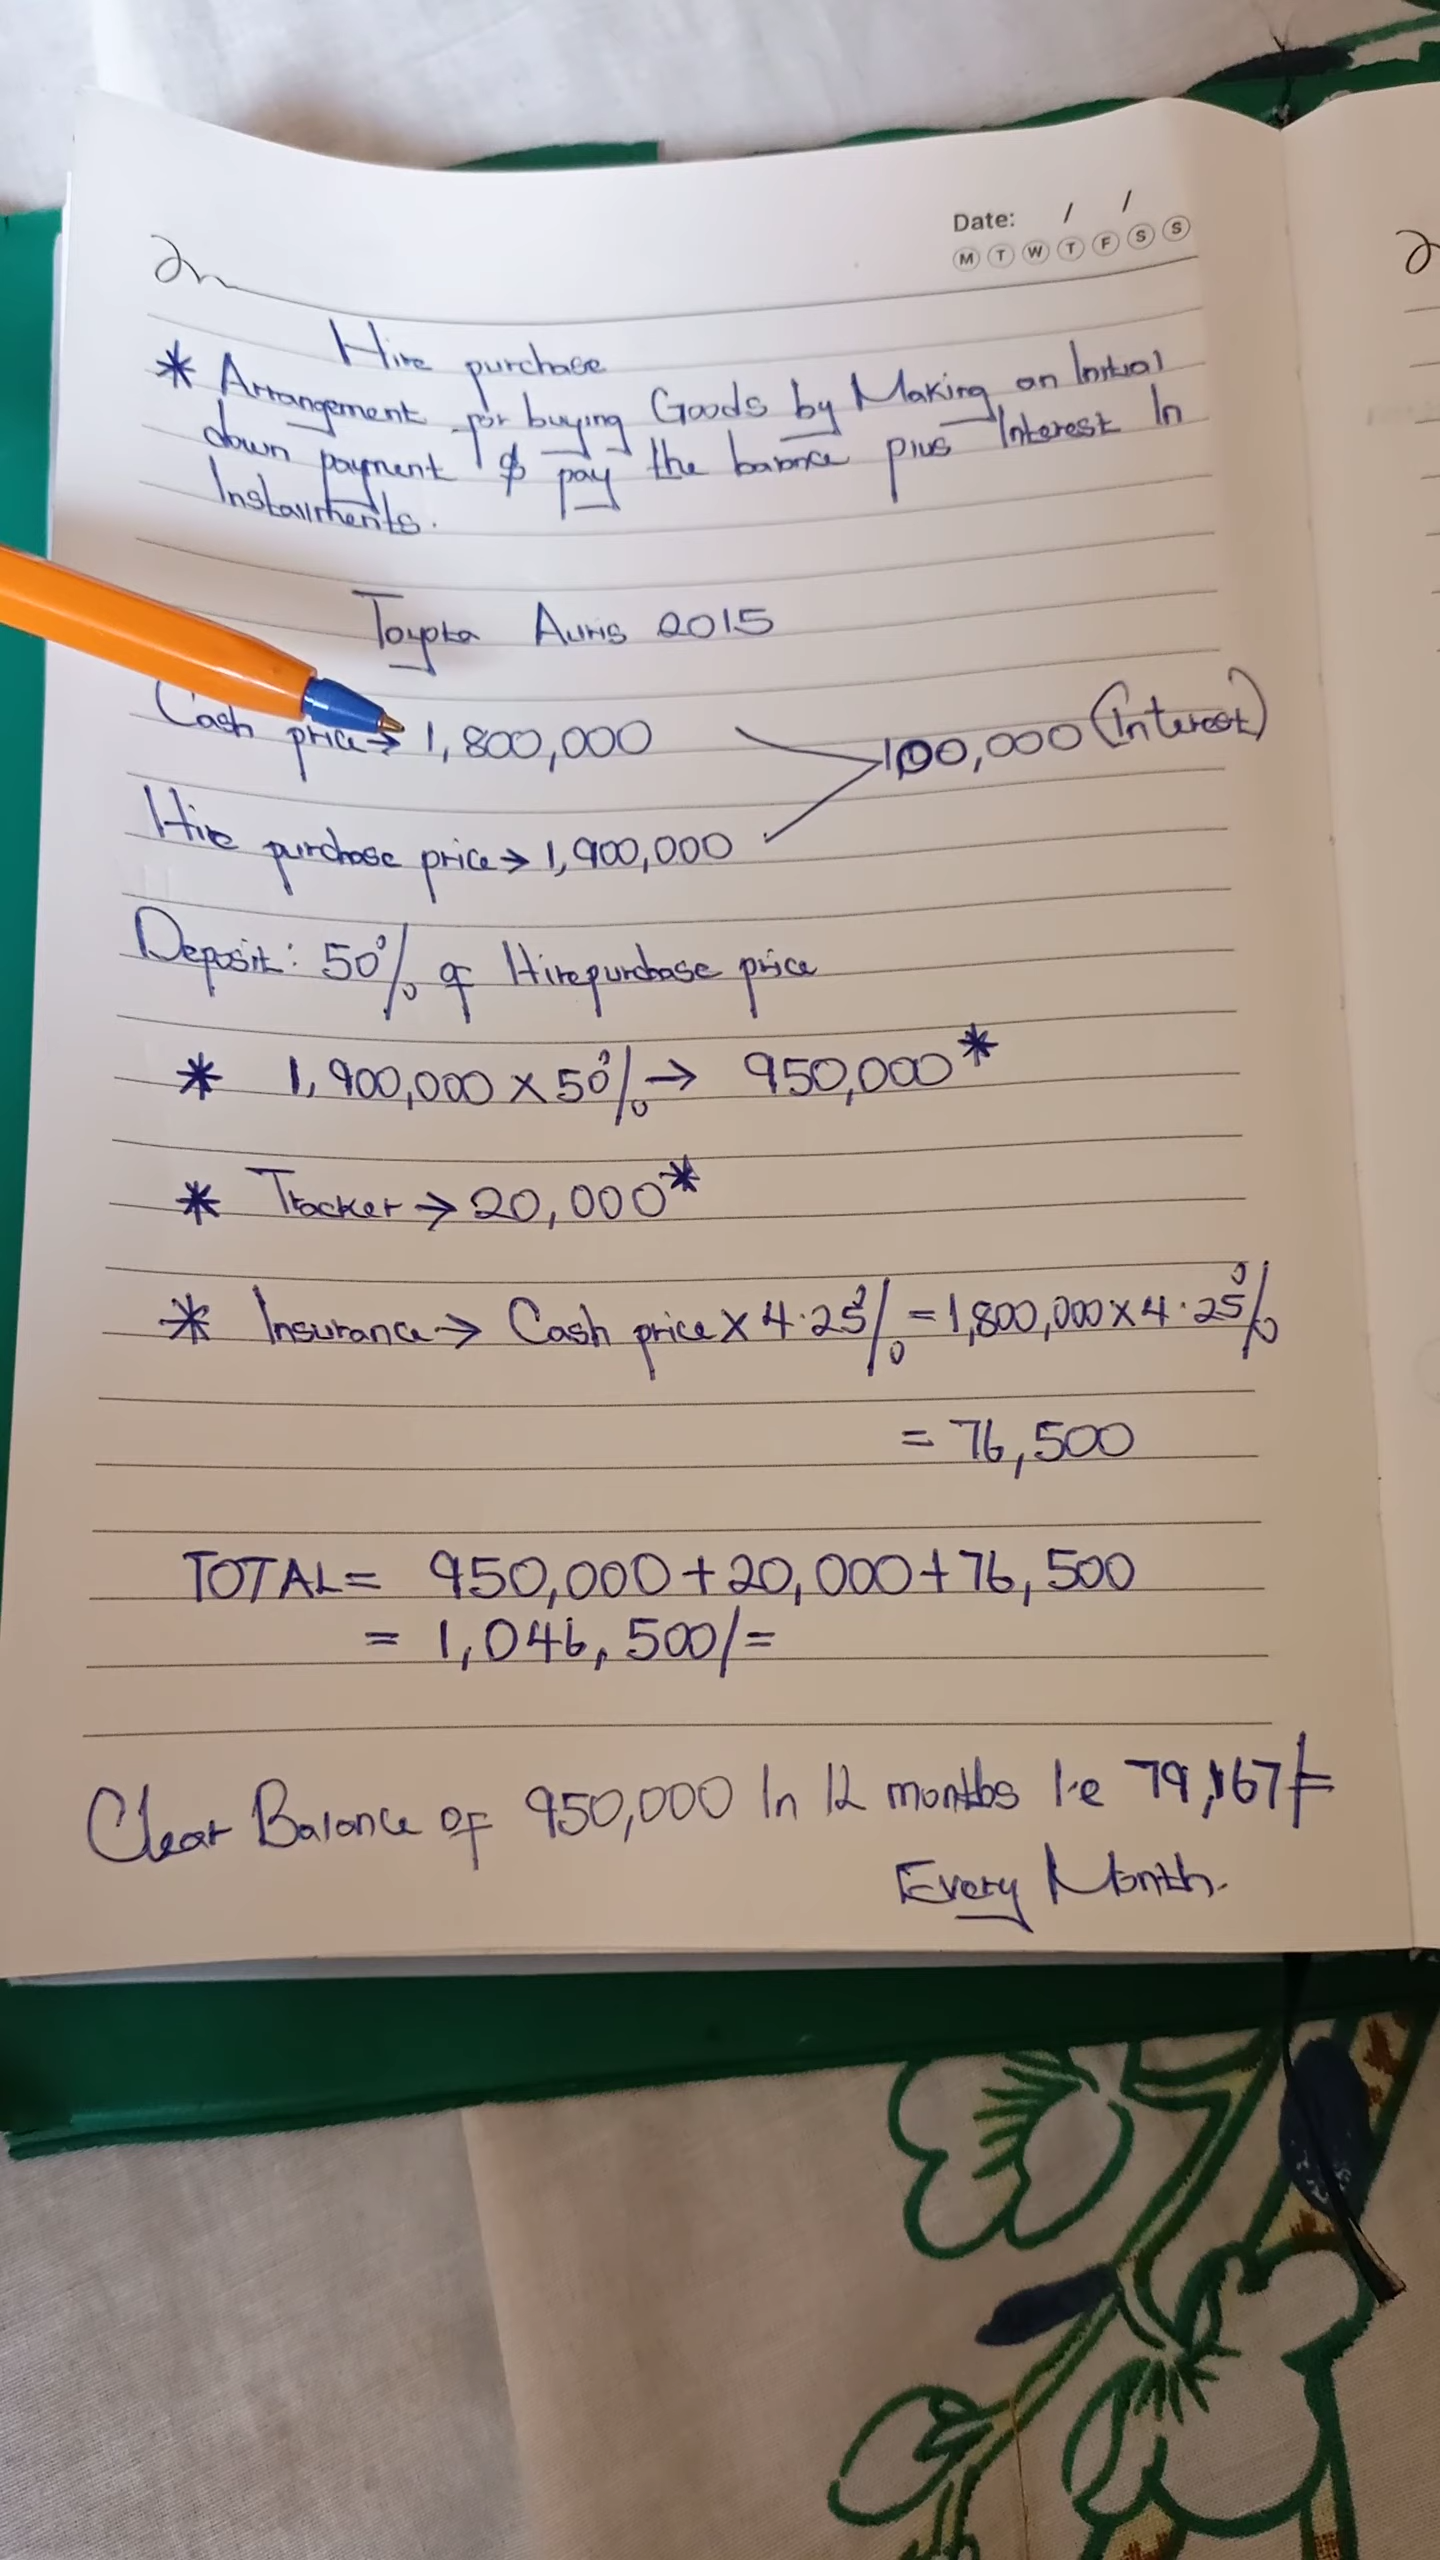 Date: / /
M T W T F S S
Hire purchase
* Arrangement for buying Goods by Making an Initial
down payment & pay the balance plus Interest In
Installments.
Toyota Auris 2015
Cash price → 1,800,000
100,000 (Interest)
Hire purchase price → 1,900,000
Deposit: 50% of Hirepurchase price
* 1,900,000 x 50% → 950,000*
* Tracker → 20,000*
* Insurance → Cash price x 4.25% = 1,800,000 x 4.25%
= 76,500
TOTAL = 950,000 + 20,000 + 76,500
= 1,046,500/=
Clear Balance of 950,000 In 12 months I.e 79,167/=
Every Month.